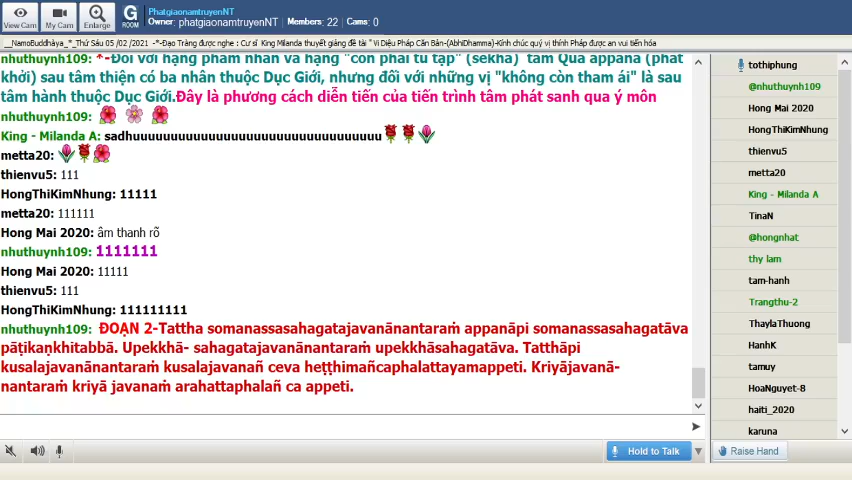 View Cam
My Cam
Enlarge
G
ROOM
PhatgiaonamtruyenNT
Owner: phatgiaonamtruyenNT
Members: 22
Cams: 0
__NamoBuddhàya_*_Thứ Sáu 05 /02 /2021 -*-Đạo Tràng được nghe : Cư sĩ King Milanda thuyết giảng đề tài " Vi Diệu Pháp Căn Bản-{AbhiDhamma}-Kính chúc quý vị thính Pháp được an vui tiến hóa
nhuthuynh109: *-Đối với hạng phàm nhân và hạng "còn phải tu tập" (sekhā) tâm Quả appanā (phát
khởi) sau tâm thiện có ba nhân thuộc Dục Giới, nhưng đối với những vị "không còn tham ái" là sau
tâm hành thuộc Dục Giới.Đây là phương cách diễn tiến của tiến trình tâm phát sanh qua ý môn
nhuthuynh109:
King - Milanda A: sadhuuuuuuuuuuuuuuuuuuuuuuuuuuuuuuuuu
metta20:
thienvu5: 111
HongThiKimNhung: 11111
metta20: 111111
Hong Mai 2020: âm thanh rõ
nhuthuynh109: 1111111
Hong Mai 2020: 11111
thienvu5: 111
HongThiKimNhung: 111111111
nhuthuynh109: ĐOẠN 2-Tattha somanassasahagatajavanānantaraṁ appanāpi somanassasahagatāva
pāṭikaṇkhitabbā. Upekkhā- sahagatajavanānantaraṁ upekkhāsahagatāva. Tatthāpi
kusalajavanānantaraṁ kusalajavanañ ceva heṭṭhimañcaphalattayamappeti. Kriyājavanā-
nantaraṁ kriyā javanaṁ arahattaphalañ ca appeti.
Hold to Talk
tothiphung
@nhuthuynh109
Hong Mai 2020
HongThiKimNhung
thienvu5
metta20
King - Milanda A
TinaN
@hongnhat
thy lam
tam-hanh
Trangthu-2
ThaylaThuong
HanhK
tamuy
HoaNguyet-8
haiti_2020
karuna
Raise Hand